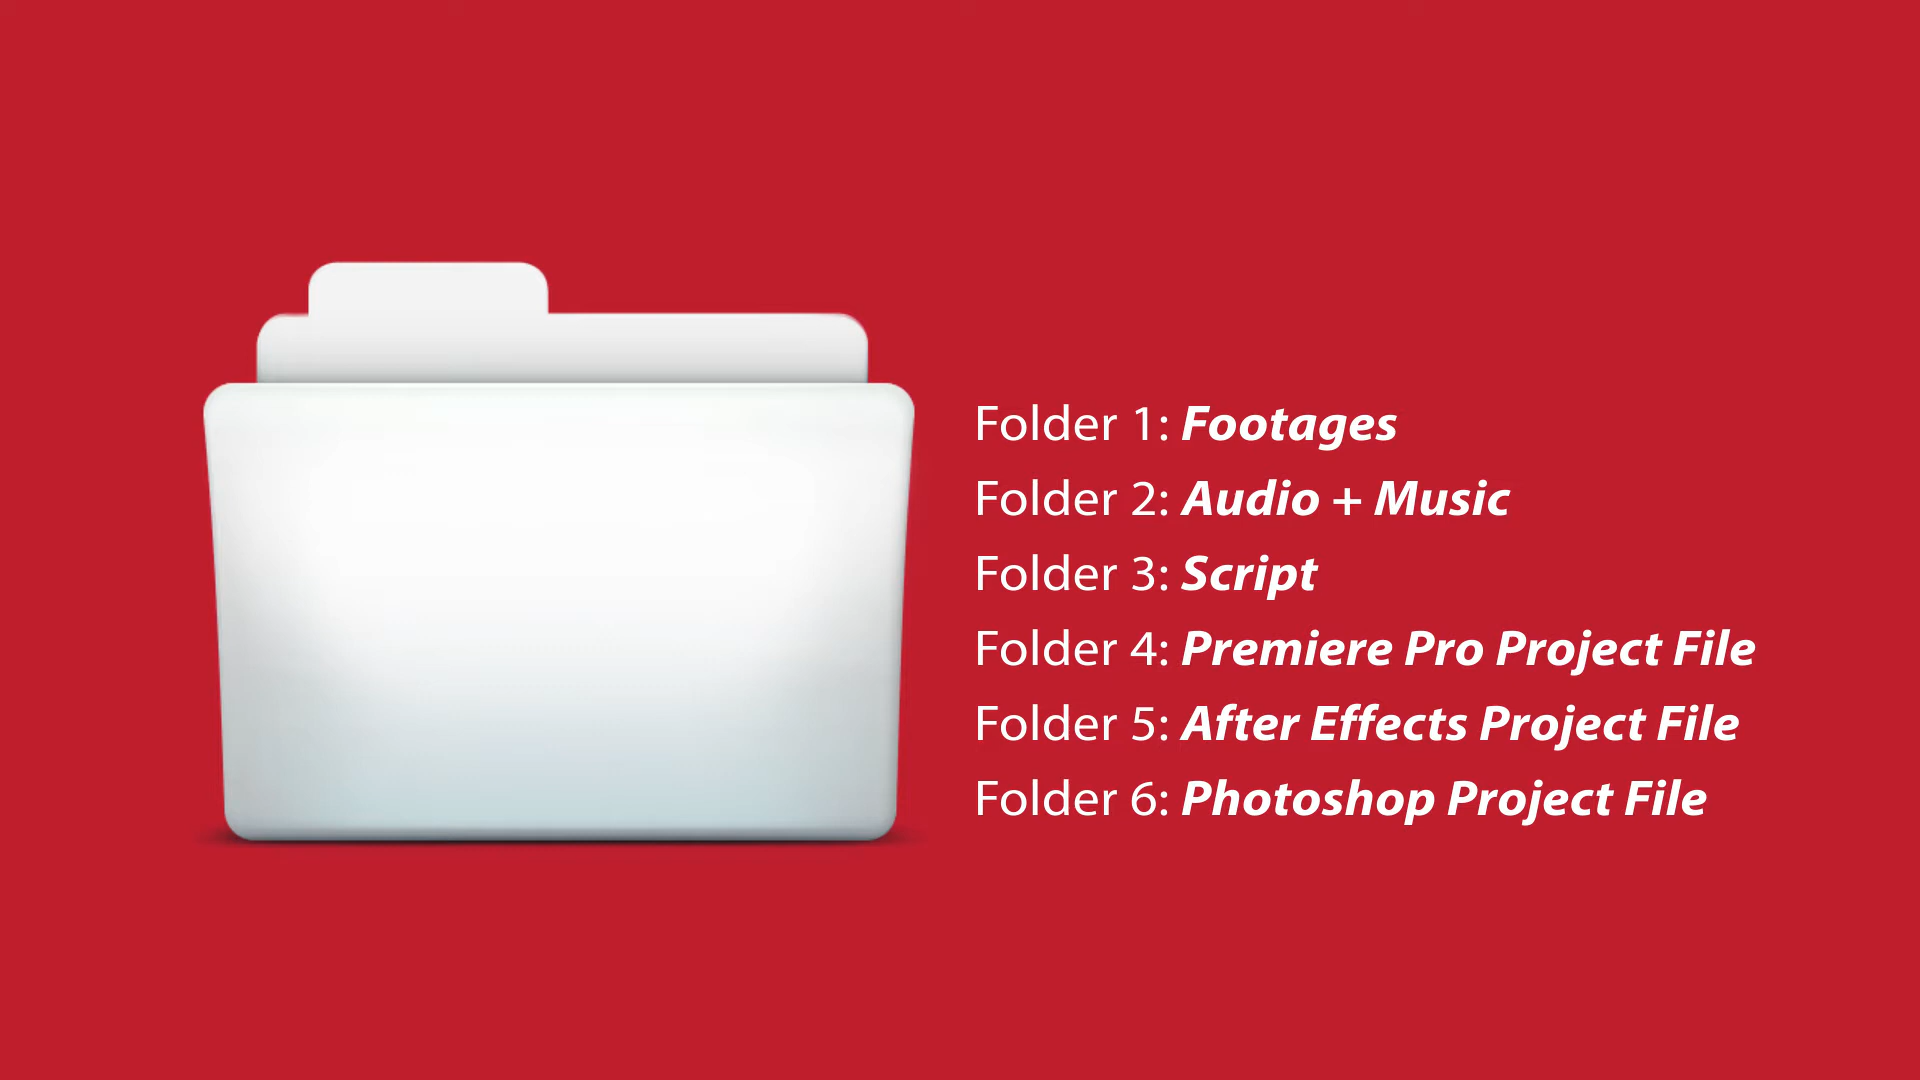 Folder 1: Footages
Folder 2: Audio + Music
Folder 3: Script
Folder 4: Premiere Pro Project File
Folder 5: After Effects Project File
Folder 6: Photoshop Project File